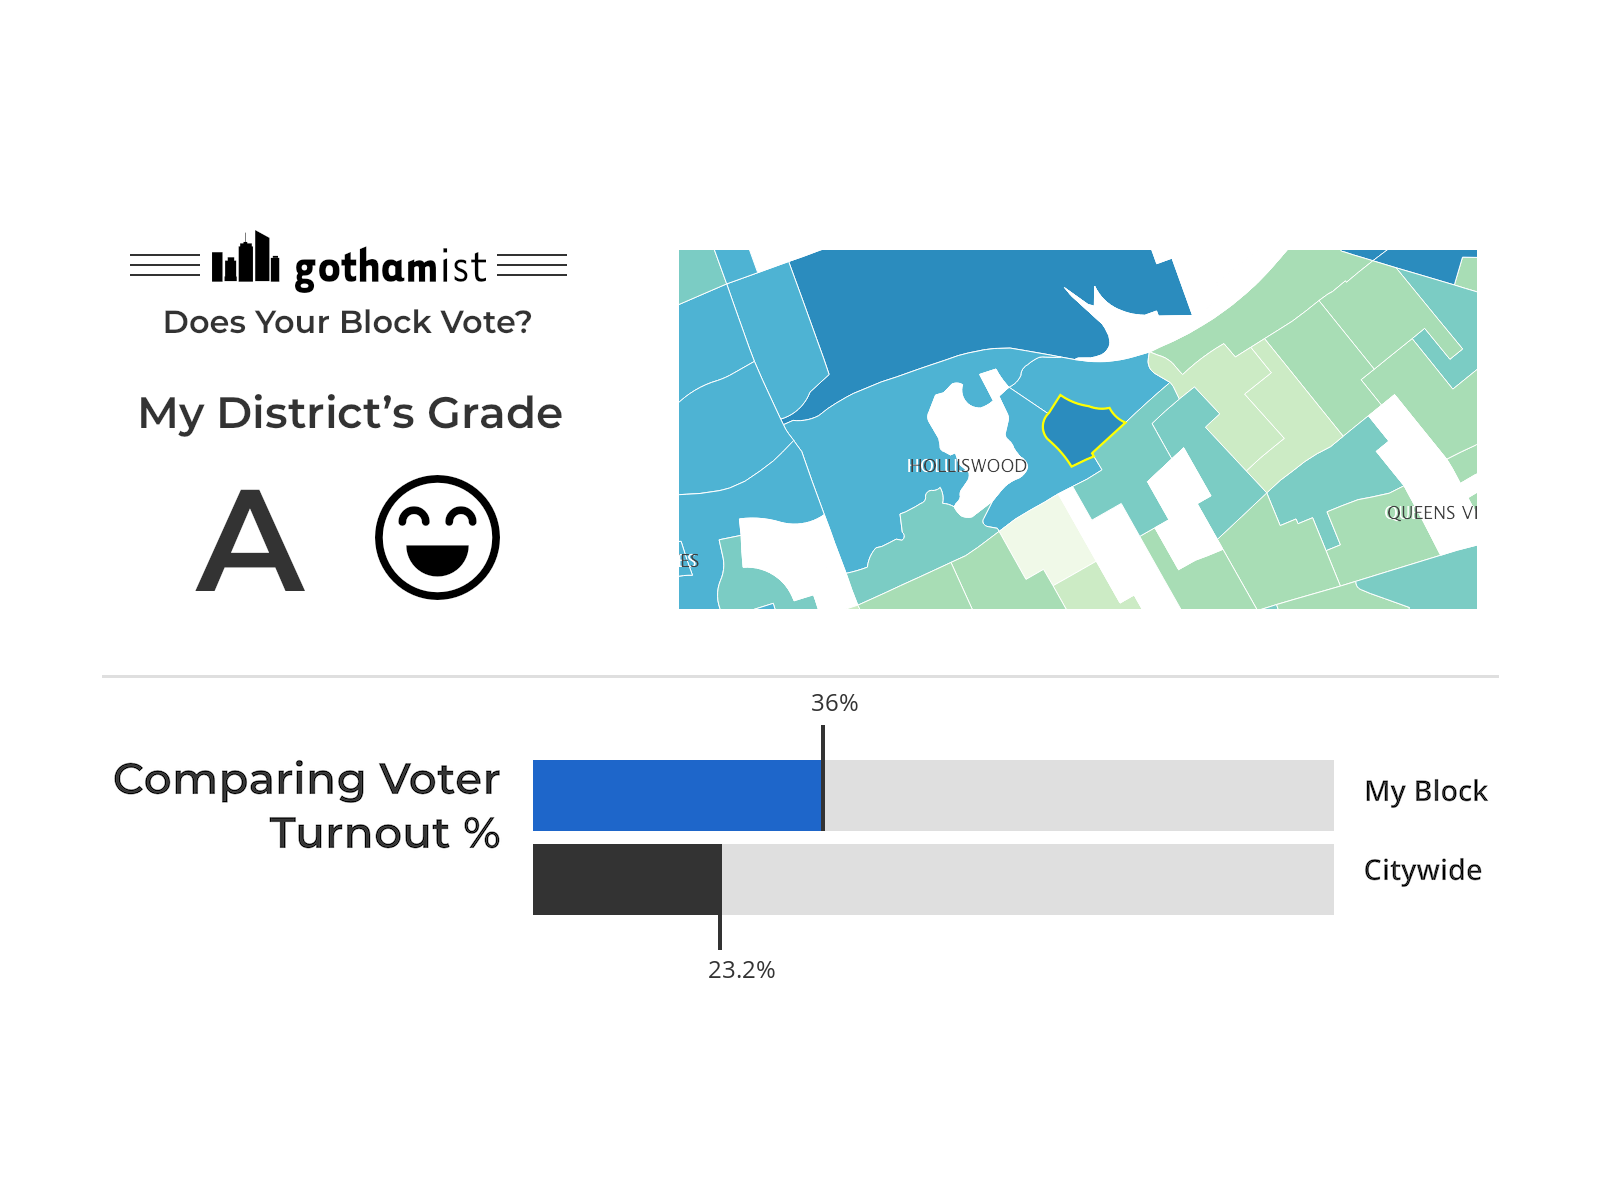 gothamist
Does Your Block Vote?
My District's Grade
A
HOLLISWOOD
QUEENS VI
ES
36%
Comparing Voter
Turnout %
My Block
Citywide
23.2%